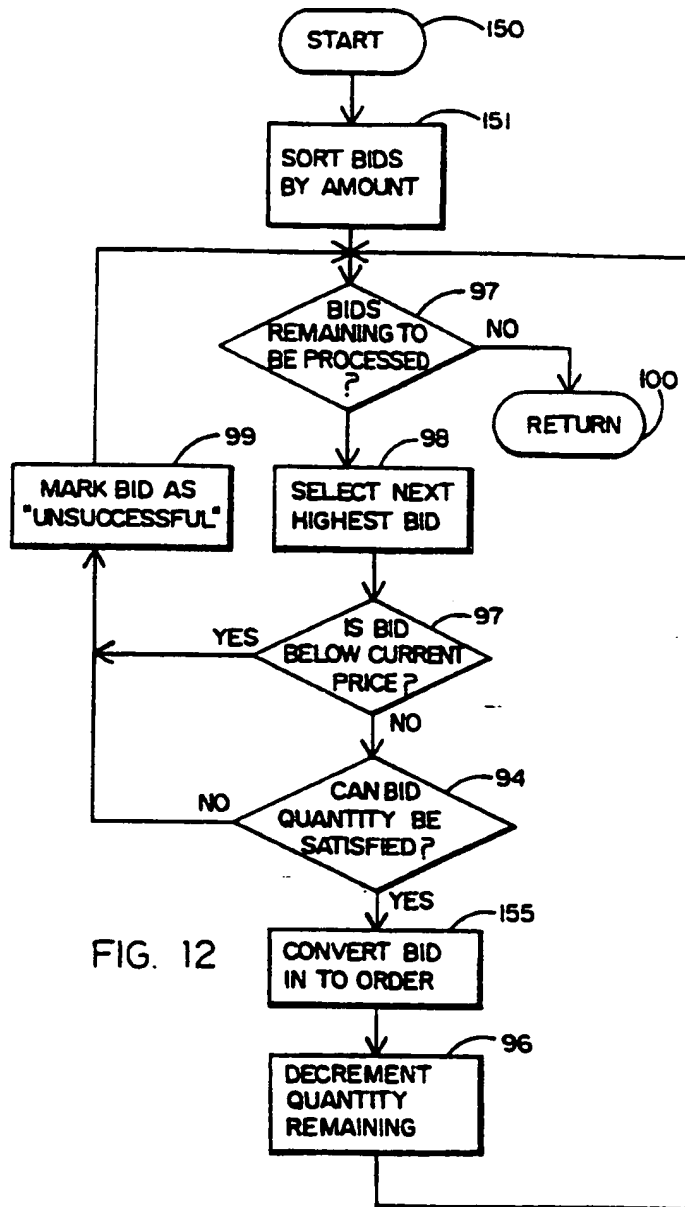 START
150
151
SORT BIDS
BY AMOUNT
97
BIDS
REMAINING TO
BE PROCESSED
?
NO
100
RETURN
99
MARK BID AS
"UNSUCCESSFUL"
98
SELECT NEXT
HIGHEST BID
97
YES
IS BID
BELOW CURRENT
PRICE?
NO
94
NO
CAN BID
QUANTITY BE
SATISFIED?
YES
155
FIG. 12
CONVERT BID
IN TO ORDER
96
DECREMENT
QUANTITY
REMAINING